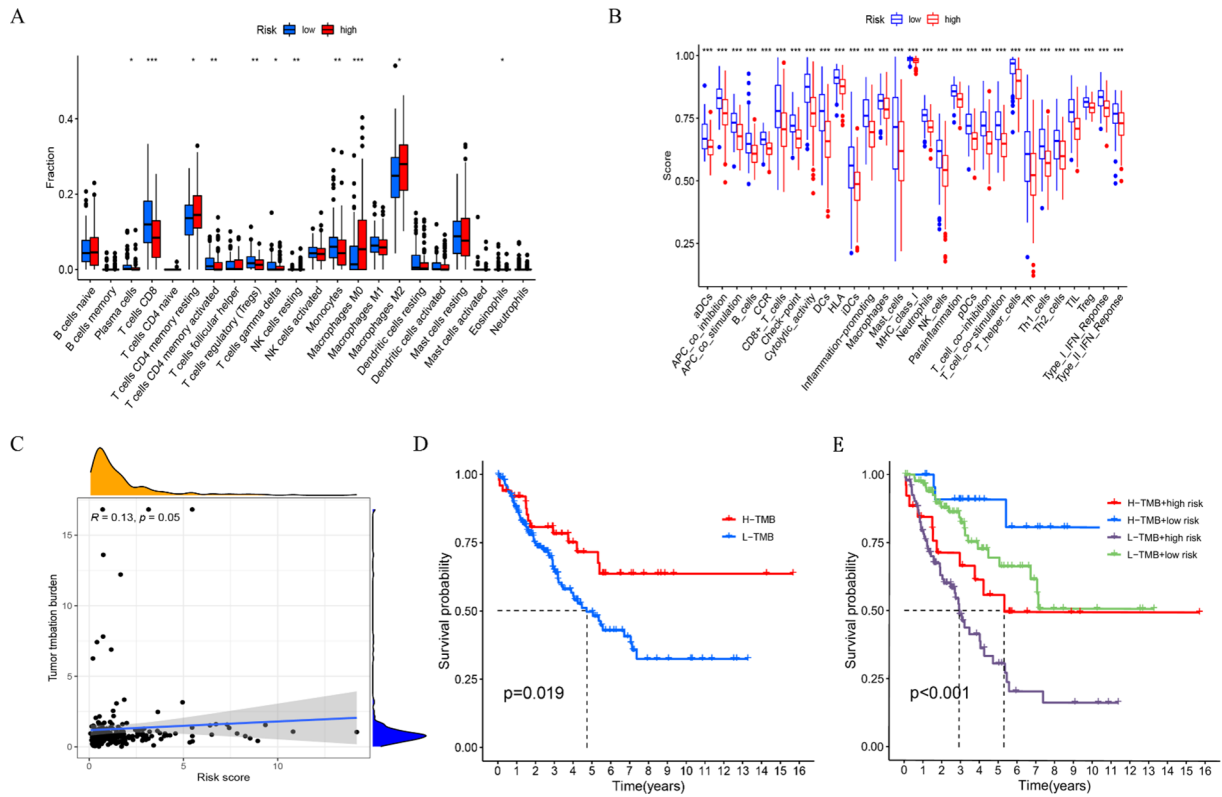 A
Risk low high
* *** * ** ** * ** ** *** * *
Fraction
0.4
0.2
0.0
B cells naive
B cells memory
Plasma cells
T cells CD8
T cells CD4 naive
T cells CD4 memory resting
T cells CD4 memory activated
T cells follicular helper
T cells regulatory (Tregs)
T cells gamma delta
NK cells resting
NK cells activated
Monocytes
Macrophages M0
Macrophages M1
Macrophages M2
Dendritic cells resting
Dendritic cells activated
Mast cells resting
Mast cells activated
Eosinophils
Neutrophils
B
Risk low high
*** *** *** *** *** *** *** *** *** *** *** *** *** *** *** *** *** *** *** *** *** *** *** *** *** *** *** *** ***
Score
1.00
0.75
0.50
0.25
aDCs
APC_co_inhibition
APC_co_stimulation
B_cells
CCR
CD8+_T_cells
Check-point
Cytolytic_activity
DCs
HLA
iDCs
Inflammation-promoting
Macrophages
Mast_cells
MHC_class_I
Neutrophils
NK_cells
Parainflammation
pDCs
T_cell_co-inhibition
T_cell_co-stimulation
T_helper_cells
Tfh
Th1_cells
Th2_cells
TIL
Treg
Type_I_IFN_Reponse
Type_II_IFN_Reponse
C
R = 0.13, p = 0.05
Tumor tmbation burden
15
10
5
0
0 5 10
Risk score
D
H-TMB
L-TMB
Survival probability
1.00
0.75
0.50
0.25
0.00
p=0.019
0 1 2 3 4 5 6 7 8 9 10 11 12 13 14 15 16
Time(years)
E
H-TMB+high risk
H-TMB+low risk
L-TMB+high risk
L-TMB+low risk
Survival probability
1.00
0.75
0.50
0.25
0.00
p<0.001
0 1 2 3 4 5 6 7 8 9 10 11 12 13 14 15 16
Time(years)